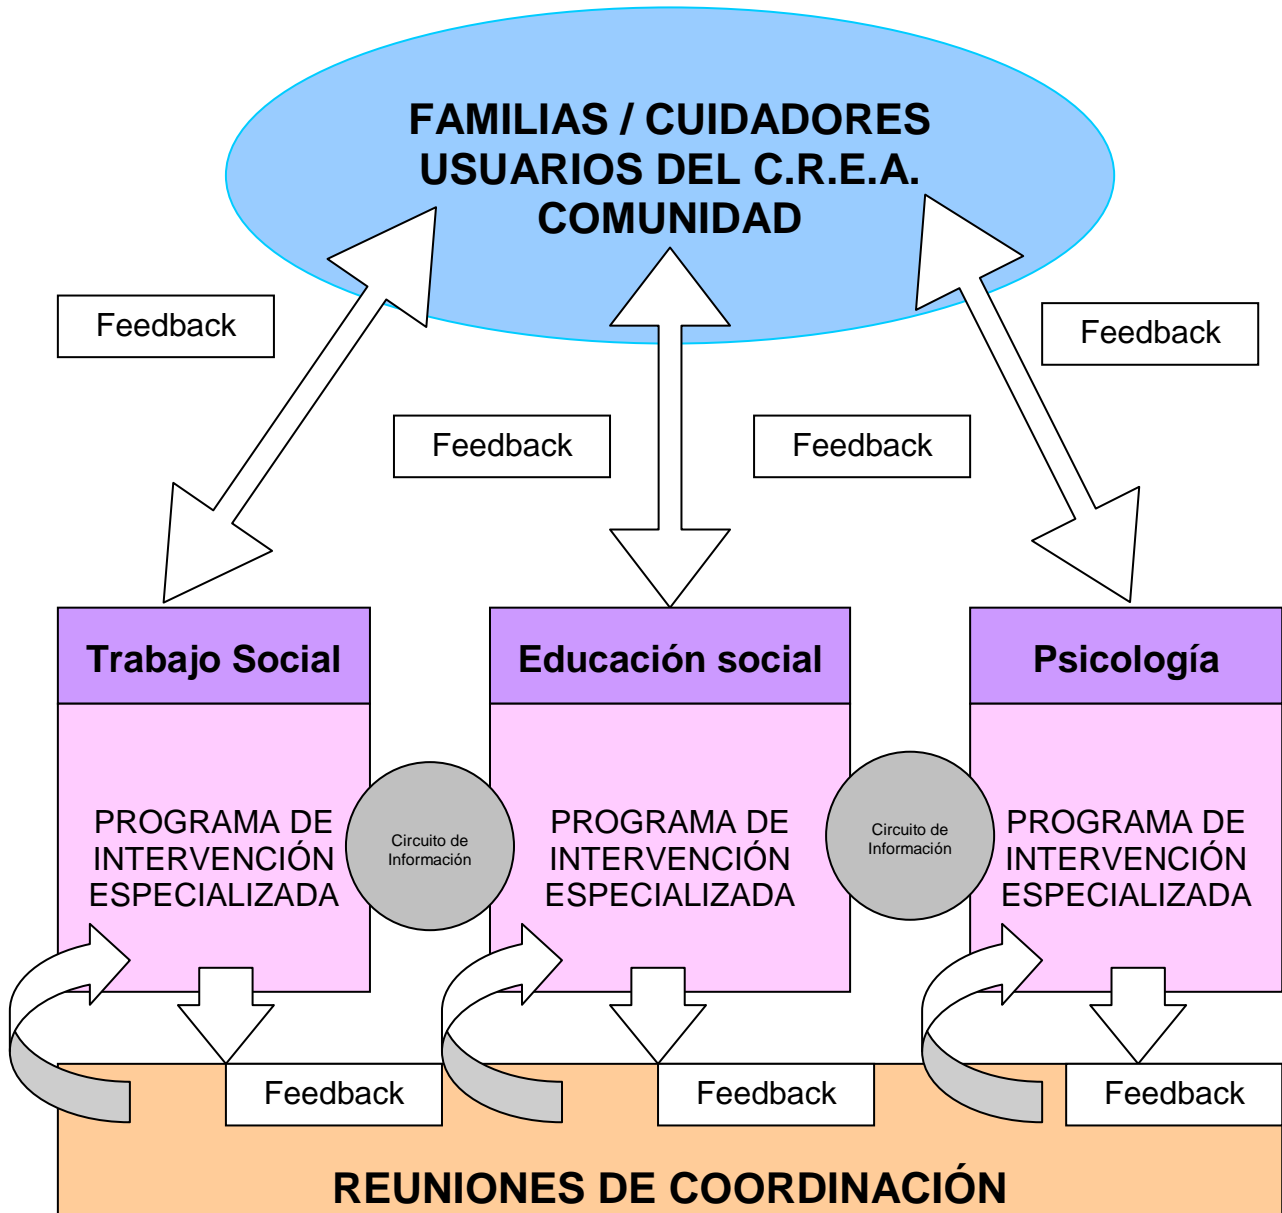 FAMILIAS / CUIDADORES
USUARIOS DEL C.R.E.A.
COMUNIDAD
Feedback
Feedback
Feedback
Feedback
Trabajo Social
Educación social
Psicología
PROGRAMA DE
INTERVENCIÓN
ESPECIALIZADA
Circuito de
Información
PROGRAMA DE
INTERVENCIÓN
ESPECIALIZADA
Circuito de
Información
PROGRAMA DE
INTERVENCIÓN
ESPECIALIZADA
Feedback
Feedback
Feedback
REUNIONES DE COORDINACIÓN